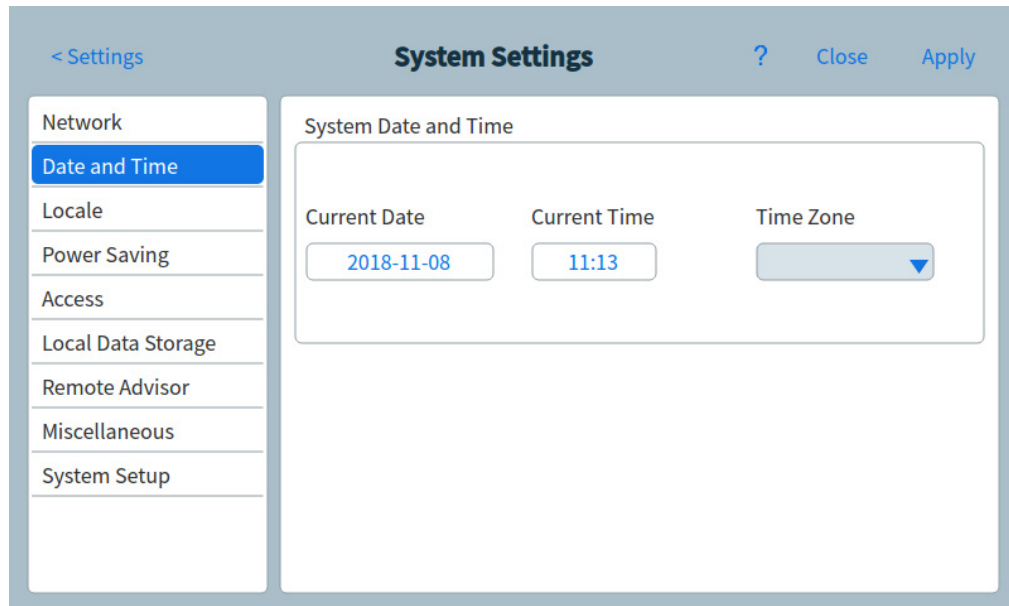 < Settings
System Settings
?
Close
Apply
Network
Date and Time
Locale
Power Saving
Access
Local Data Storage
Remote Advisor
Miscellaneous
System Setup
System Date and Time
Current Date
Current Time
Time Zone
2018-11-08
11:13